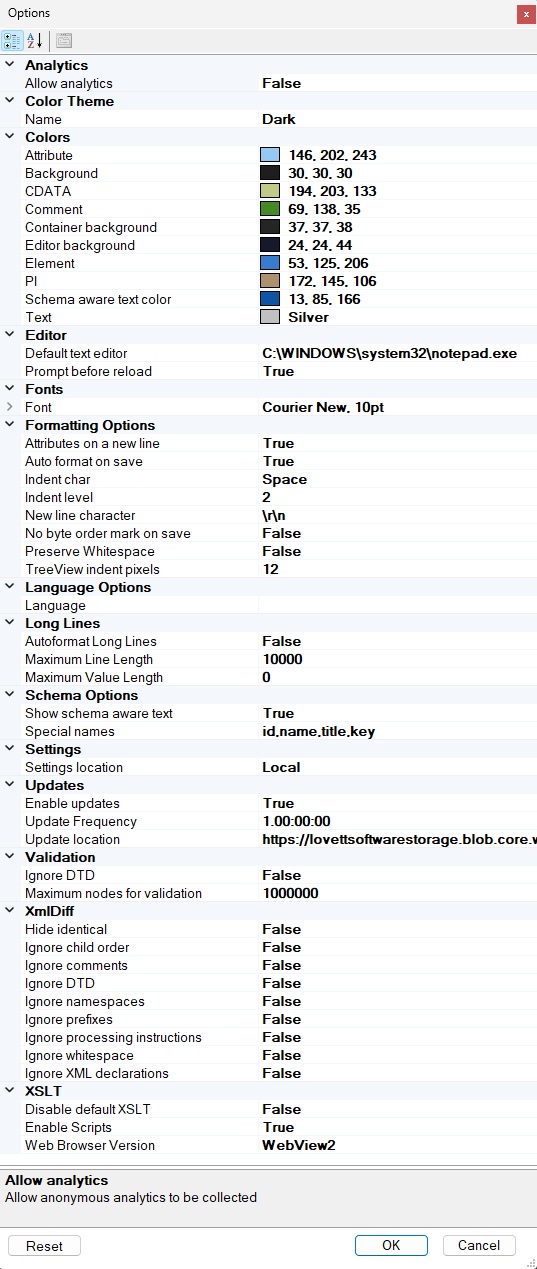 Options
Analytics
Allow analytics False
Color Theme
Name Dark
Colors
Attribute 146, 202, 243
Background 30, 30, 30
CDATA 194, 203, 133
Comment 69, 138, 35
Container background 37, 37, 38
Editor background 24, 24, 44
Element 53, 125, 206
PI 172, 145, 106
Schema aware text color 13, 85, 166
Text Silver
Editor
Default text editor C:\WINDOWS\system32\notepad.exe
Prompt before reload True
Fonts
Font Courier New, 10pt
Formatting Options
Attributes on a new line True
Auto format on save True
Indent char Space
Indent level 2
New line character \r\n
No byte order mark on save False
Preserve Whitespace False
TreeView indent pixels 12
Language Options
Language
Long Lines
Autoformat Long Lines False
Maximum Line Length 10000
Maximum Value Length 0
Schema Options
Show schema aware text True
Special names id,name,title,key
Settings
Settings location Local
Updates
Enable updates True
Update Frequency 1.00:00:00
Update location https://lovettsoftwarestorage.blob.core.w
Validation
Ignore DTD False
Maximum nodes for validation 1000000
XmlDiff
Hide identical False
Ignore child order False
Ignore comments False
Ignore DTD False
Ignore namespaces False
Ignore prefixes False
Ignore processing instructions False
Ignore whitespace False
Ignore XML declarations False
XSLT
Disable default XSLT False
Enable Scripts True
Web Browser Version WebView2
Allow analytics
Allow anonymous analytics to be collected
Reset OK Cancel